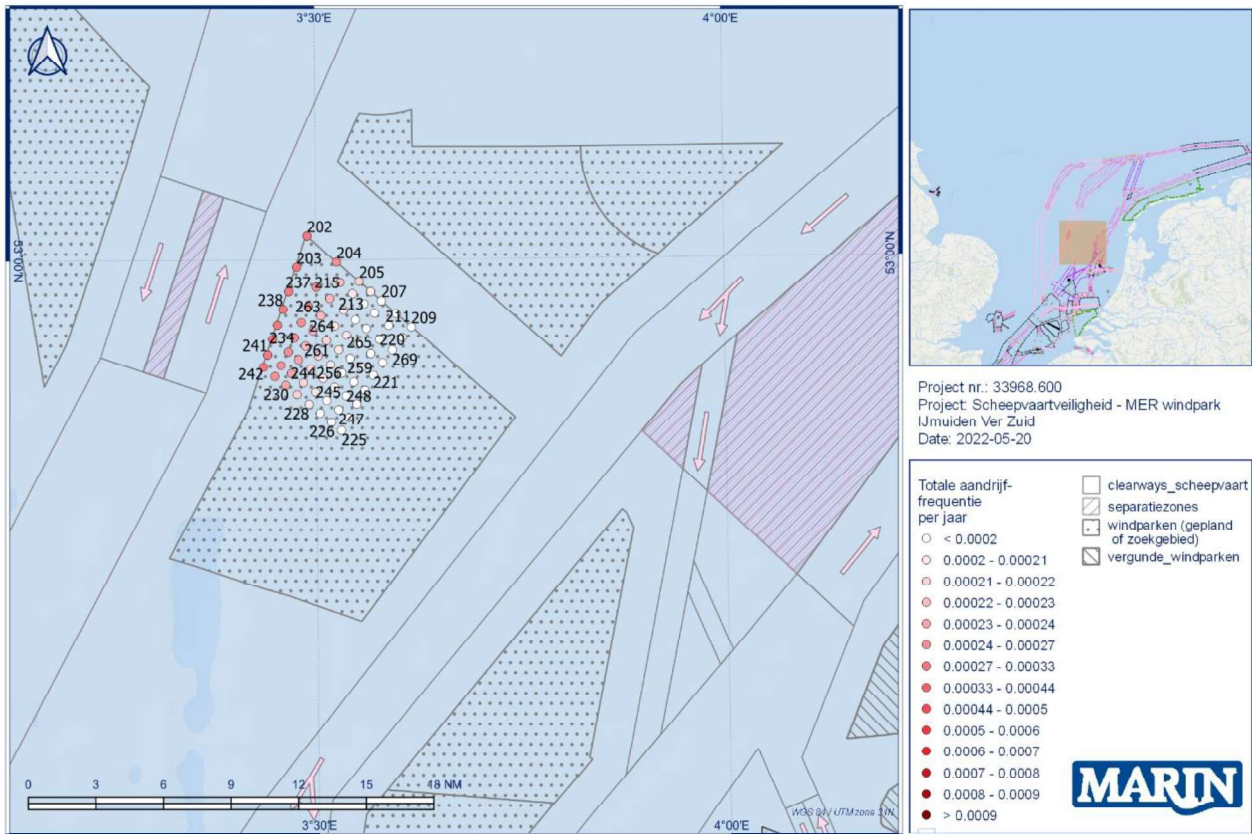 3°30'E
4°00'E
53°00'N
53°00'N
202
203
204
205
237
215
207
238
213
263
211
209
264
234
265
220
241
261
269
242
244
256
259
221
230
245
248
228
247
226
225
0 3 6 9 12 15 18 NM
WGS 84 / UTM zone 31N
3°30'E
4°00'E
Project nr.: 33968.600
Project: Scheepvaartveiligheid - MER windpark
IJmuiden Ver Zuid
Date: 2022-05-20
Totale aandrijf-
frequentie
per jaar
< 0.0002
0.0002 - 0.00021
0.00021 - 0.00022
0.00022 - 0.00023
0.00023 - 0.00024
0.00024 - 0.00027
0.00027 - 0.00033
0.00033 - 0.00044
0.00044 - 0.0005
0.0005 - 0.0006
0.0006 - 0.0007
0.0007 - 0.0008
0.0008 - 0.0009
> 0.0009
clearways_scheepvaart
separatiezones
windparken (gepland
of zoekgebied)
vergunde_windparken
MARIN